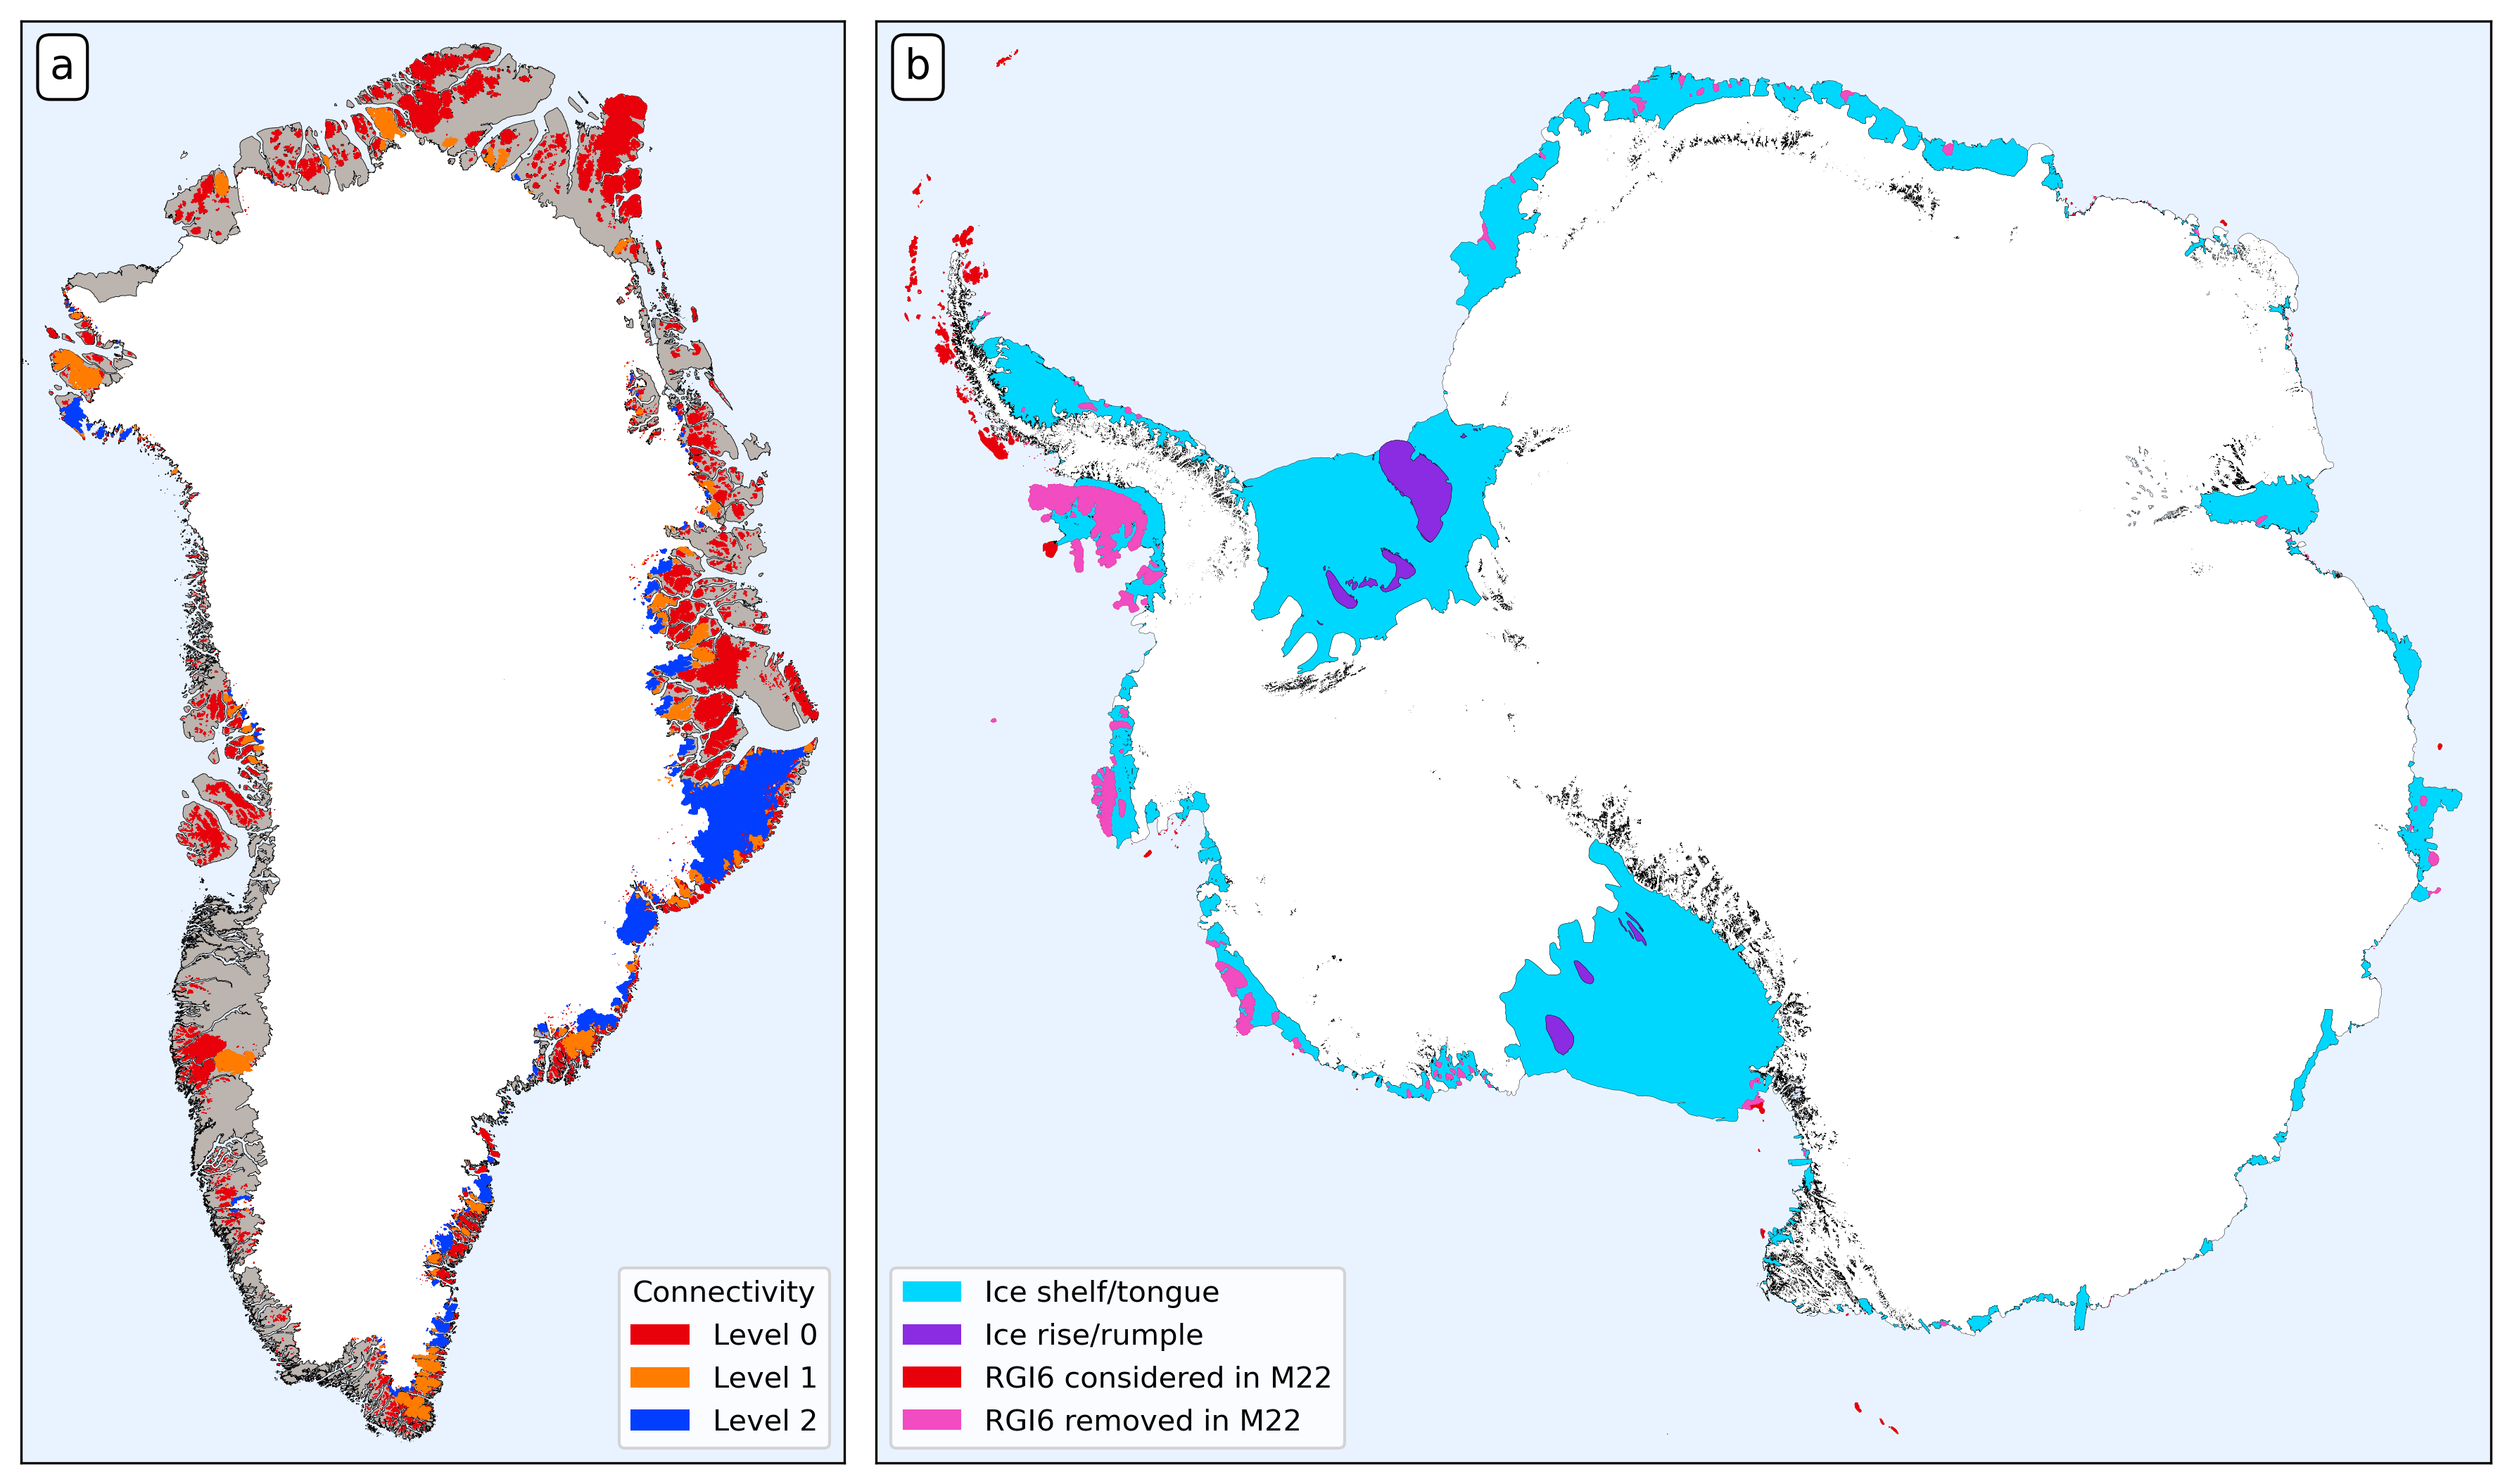 a
Connectivity
Level 0
Level 1
Level 2
b
Ice shelf/tongue
Ice rise/rumple
RGI6 considered in M22
RGI6 removed in M22